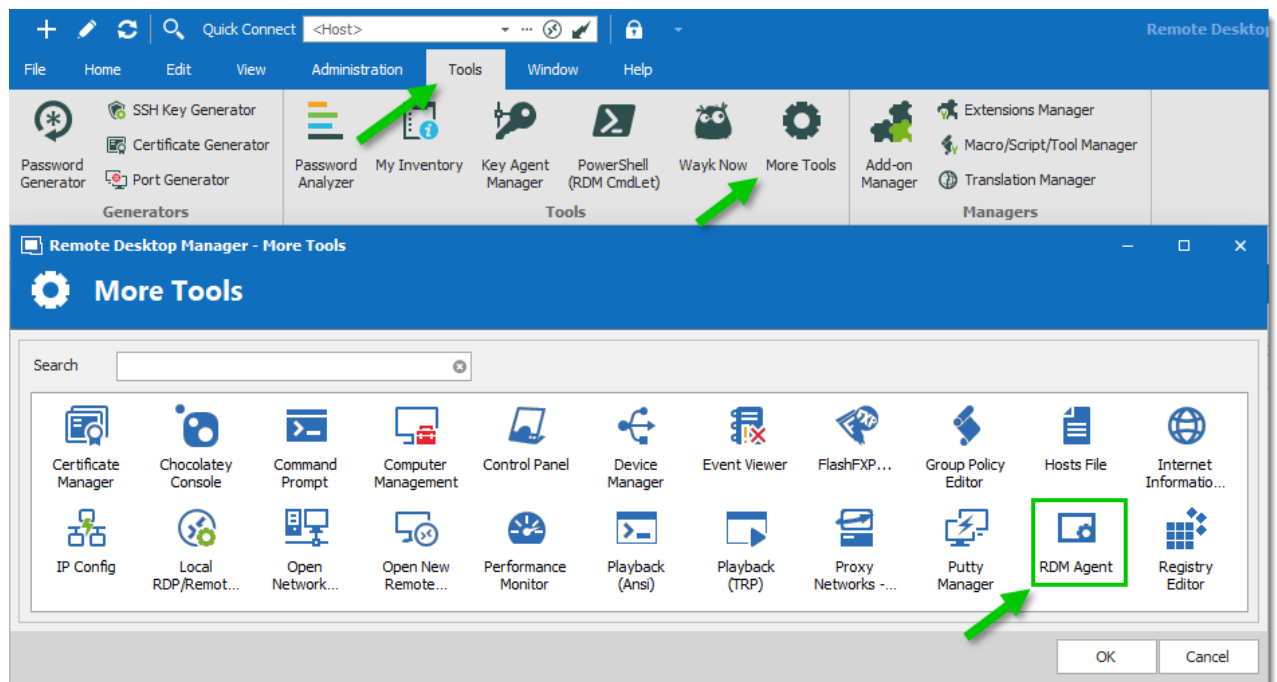 Quick Connect <Host>
Remote Deskto
File Home Edit View Administration Tools Window Help
Password Generator
SSH Key Generator
Certificate Generator
Port Generator
Generators
Password Analyzer
My Inventory
Key Agent Manager
PowerShell (RDM CmdLet)
Wayk Now
More Tools
Tools
Add-on Manager
Extensions Manager
Macro/Script/Tool Manager
Translation Manager
Managers
Remote Desktop Manager - More Tools
More Tools
Search
Certificate Manager
Chocolatey Console
Command Prompt
Computer Management
Control Panel
Device Manager
Event Viewer
FlashFXP...
Group Policy Editor
Hosts File
Internet Informatio...
IP Config
Local RDP/Remot...
Open Network...
Open New Remote...
Performance Monitor
Playback (Ansi)
Playback (TRP)
Proxy Networks -...
Putty Manager
RDM Agent
Registry Editor
OK Cancel